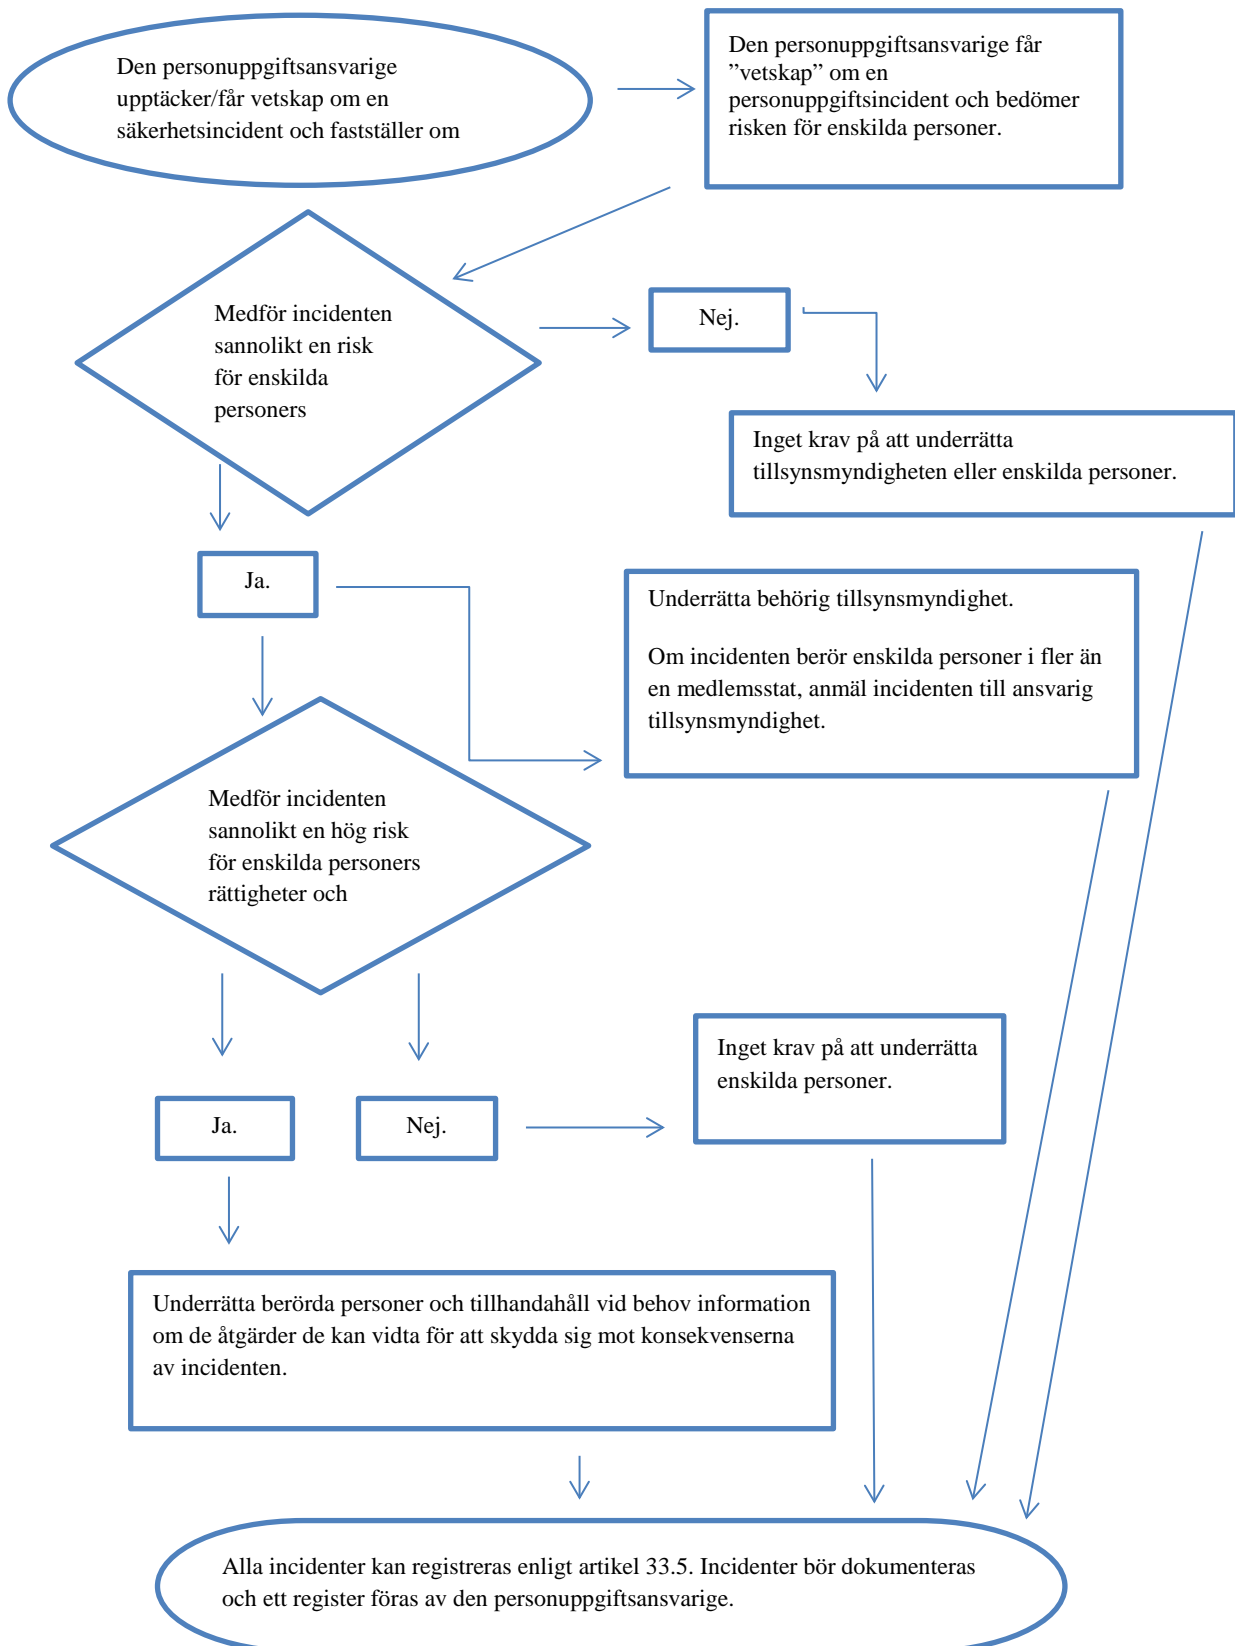 Den personuppgiftsansvarige
upptäcker/får vetskap om en
säkerhetsincident och fastställer om
Den personuppgiftsansvarige får
”vetskap” om en
personuppgiftsincident och bedömer
risken för enskilda personer.
Medför incidenten
sannolikt en risk
för enskilda
personers
Nej.
Inget krav på att underrätta
tillsynsmyndigheten eller enskilda personer.
Ja.
Underrätta behörig tillsynsmyndighet.
Om incidenten berör enskilda personer i fler än
en medlemsstat, anmäl incidenten till ansvarig
tillsynsmyndighet.
Medför incidenten
sannolikt en hög risk
för enskilda personers
rättigheter och
Ja.
Nej.
Inget krav på att underrätta
enskilda personer.
Underrätta berörda personer och tillhandahåll vid behov information
om de åtgärder de kan vidta för att skydda sig mot konsekvenserna
av incidenten.
Alla incidenter kan registreras enligt artikel 33.5. Incidenter bör dokumenteras
och ett register föras av den personuppgiftsansvarige.